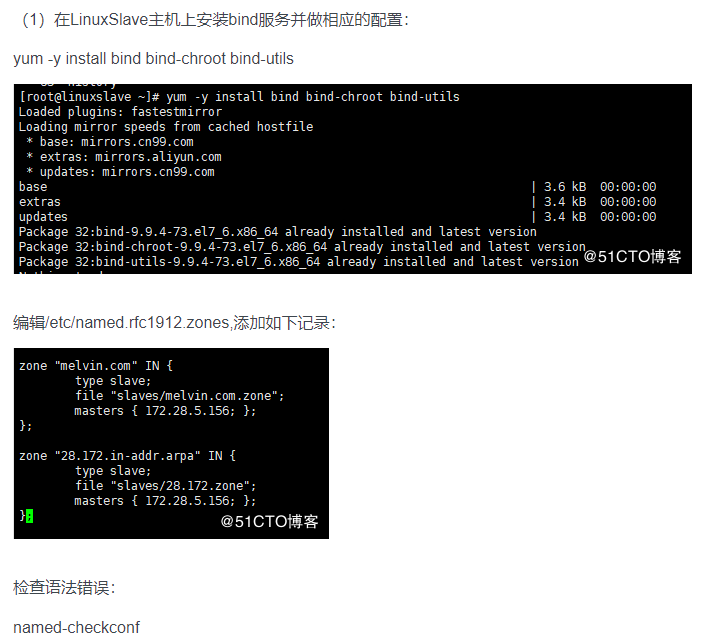 （1）在LinuxSlave主机上安装bind服务并做相应的配置：
yum -y install bind bind-chroot bind-utils
[root@linuxslave ~]# yum -y install bind bind-chroot bind-utils
Loaded plugins: fastestmirror
Loading mirror speeds from cached hostfile
* base: mirrors.cn99.com
* extras: mirrors.aliyun.com
* updates: mirrors.cn99.com
base | 3.6 kB 00:00:00
extras | 3.4 kB 00:00:00
updates | 3.4 kB 00:00:00
Package 32:bind-9.9.4-73.el7_6.x86_64 already installed and latest version
Package 32:bind-chroot-9.9.4-73.el7_6.x86_64 already installed and latest version
Package 32:bind-utils-9.9.4-73.el7_6.x86_64 already installed and latest version
@51CTO博客
编辑/etc/named.rfc1912.zones,添加如下记录：
zone "melvin.com" IN {
type slave;
file "slaves/melvin.com.zone";
masters { 172.28.5.156; };
};
zone "28.172.in-addr.arpa" IN {
type slave;
file "slaves/28.172.zone";
masters { 172.28.5.156; };
};
@51CTO博客
检查语法错误：
named-checkconf